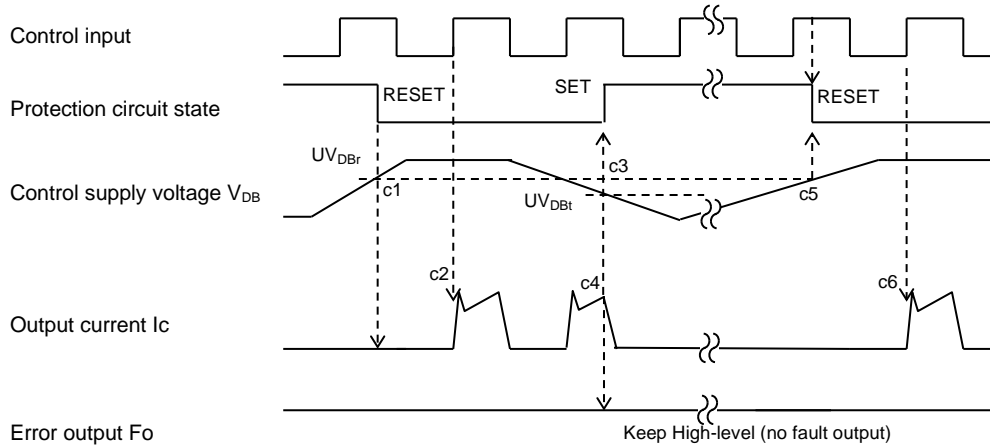 Control input
Protection circuit state
RESET
SET
RESET
UVDBr
c1
c3
c5
Control supply voltage VDB
UVDBt
c2
c4
c6
Output current Ic
Error output Fo
Keep High-level (no fault output)